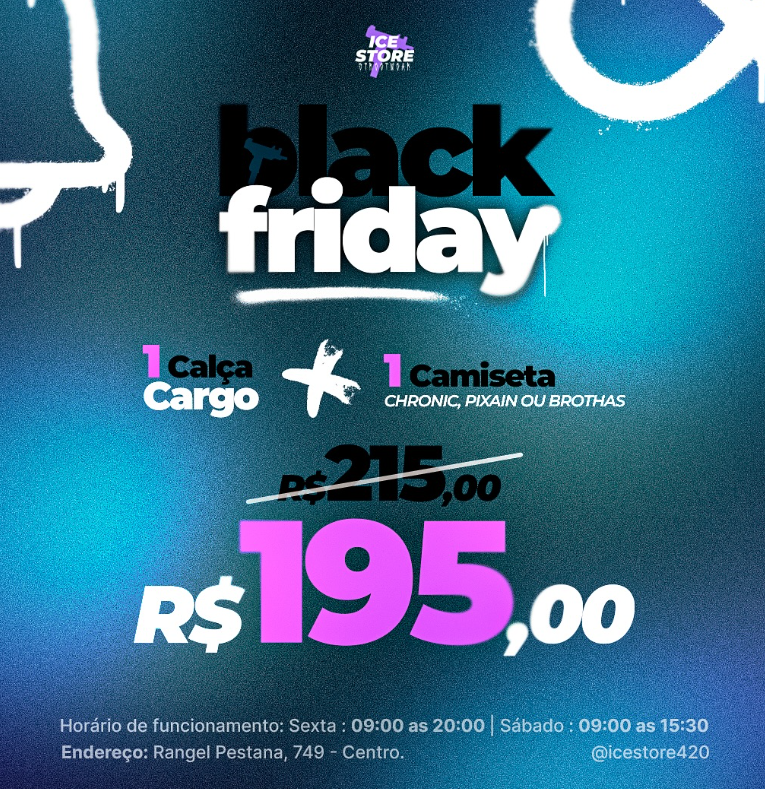 ICE
STORE
STREETWEAR
black
friday
1 Calça
Cargo
1 Camiseta
CHRONIC, PIXAIN OU BROTHAS
R$215,00
R$195,00
Horário de funcionamento: Sexta : 09:00 as 20:00 | Sábado : 09:00 as 15:30
Endereço: Rangel Pestana, 749 - Centro.
@icestore420